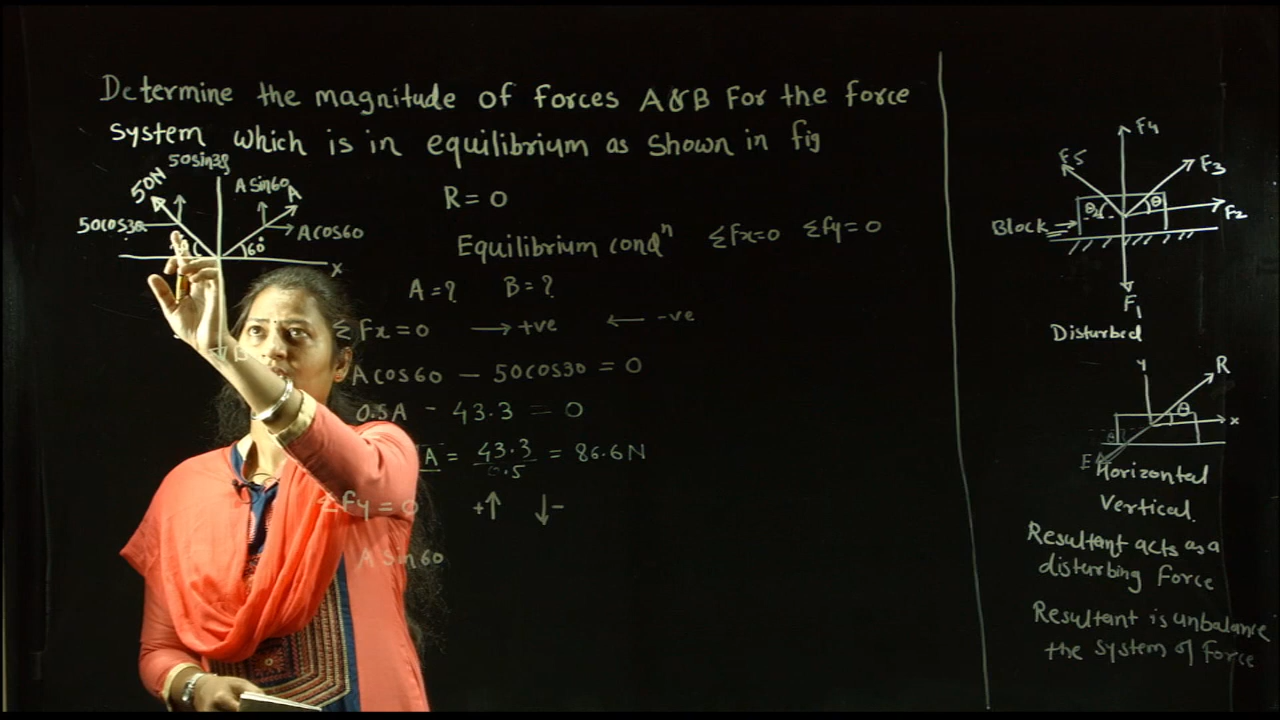 Determine the magnitude of forces A&B For the force
system which is in equilibrium as shown in fig
50sin30
50N
A sin60
A
50cos30
Acos60
60°
x
R = 0
Equilibrium condⁿ ΣFx=0 Σfy=0
A=? B=?
ΣFx=0 → +ve ← -ve
Acos60 - 50cos30 = 0
0.5A - 43.3 = 0
A = 43.3/0.5 = 86.6N
Σfy = 0 +↑ ↓-
A sin60
F4
F5
F3
θ2
θ
F2
Block
F1
Disturbed
y
R
θ
x
E
Horizontal
Vertical.
Resultant acts as a
disturbing Force
Resultant is unbalance
the system of Force